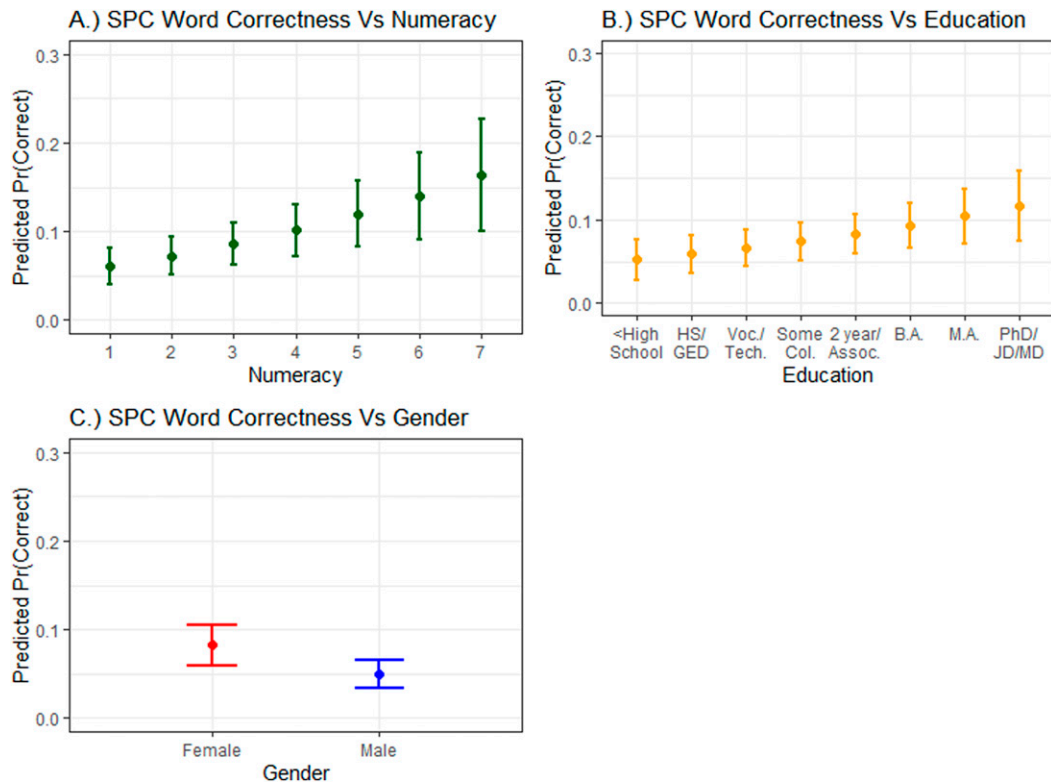 A.) SPC Word Correctness Vs Numeracy
Predicted Pr(Correct)
0.3
0.2
0.1
0.0
1 2 3 4 5 6 7
Numeracy
B.) SPC Word Correctness Vs Education
Predicted Pr(Correct)
0.3
0.2
0.1
0.0
<High HS/ Voc./ Some 2 year/ B.A. M.A. PhD/
School GED Tech. Col. Assoc. JD/MD
Education
C.) SPC Word Correctness Vs Gender
Predicted Pr(Correct)
0.3
0.2
0.1
0.0
Female Male
Gender